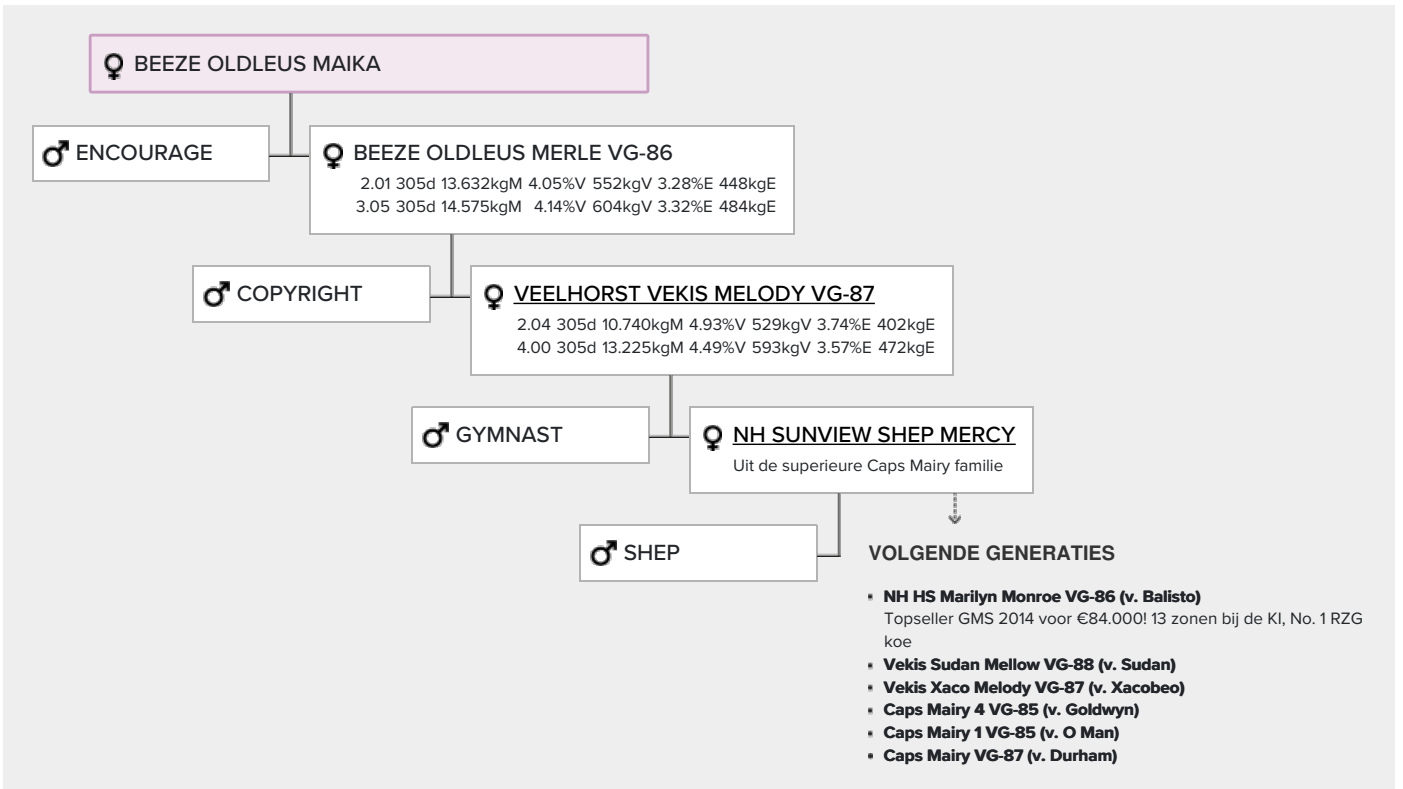 BEEZE OLDLEUS MAIKA
ENCOURAGE
BEEZE OLDLEUS MERLE VG-86
2.01 305d 13.632kgM 4.05%V 552kgV 3.28%E 448kgE
3.05 305d 14.575kgM 4.14%V 604kgV 3.32%E 484kgE
COPYRIGHT
VEELHORST VEKIS MELODY VG-87
2.04 305d 10.740kgM 4.93%V 529kgV 3.74%E 402kgE
4.00 305d 13.225kgM 4.49%V 593kgV 3.57%E 472kgE
GYMNAST
NH SUNVIEW SHEP MERCY
Uit de superieure Caps Mairy familie
SHEP
VOLGENDE GENERATIES
NH HS Marilyn Monroe VG-86 (v. Balisto)
Topseller GMS 2014 voor €84.000! 13 zonen bij de KI, No. 1 RZG
koe
Vekis Sudan Mellow VG-88 (v. Sudan)
Vekis Xaco Melody VG-87 (v. Xacobeo)
Caps Mairy 4 VG-85 (v. Goldwyn)
Caps Mairy 1 VG-85 (v. O Man)
Caps Mairy VG-87 (v. Durham)